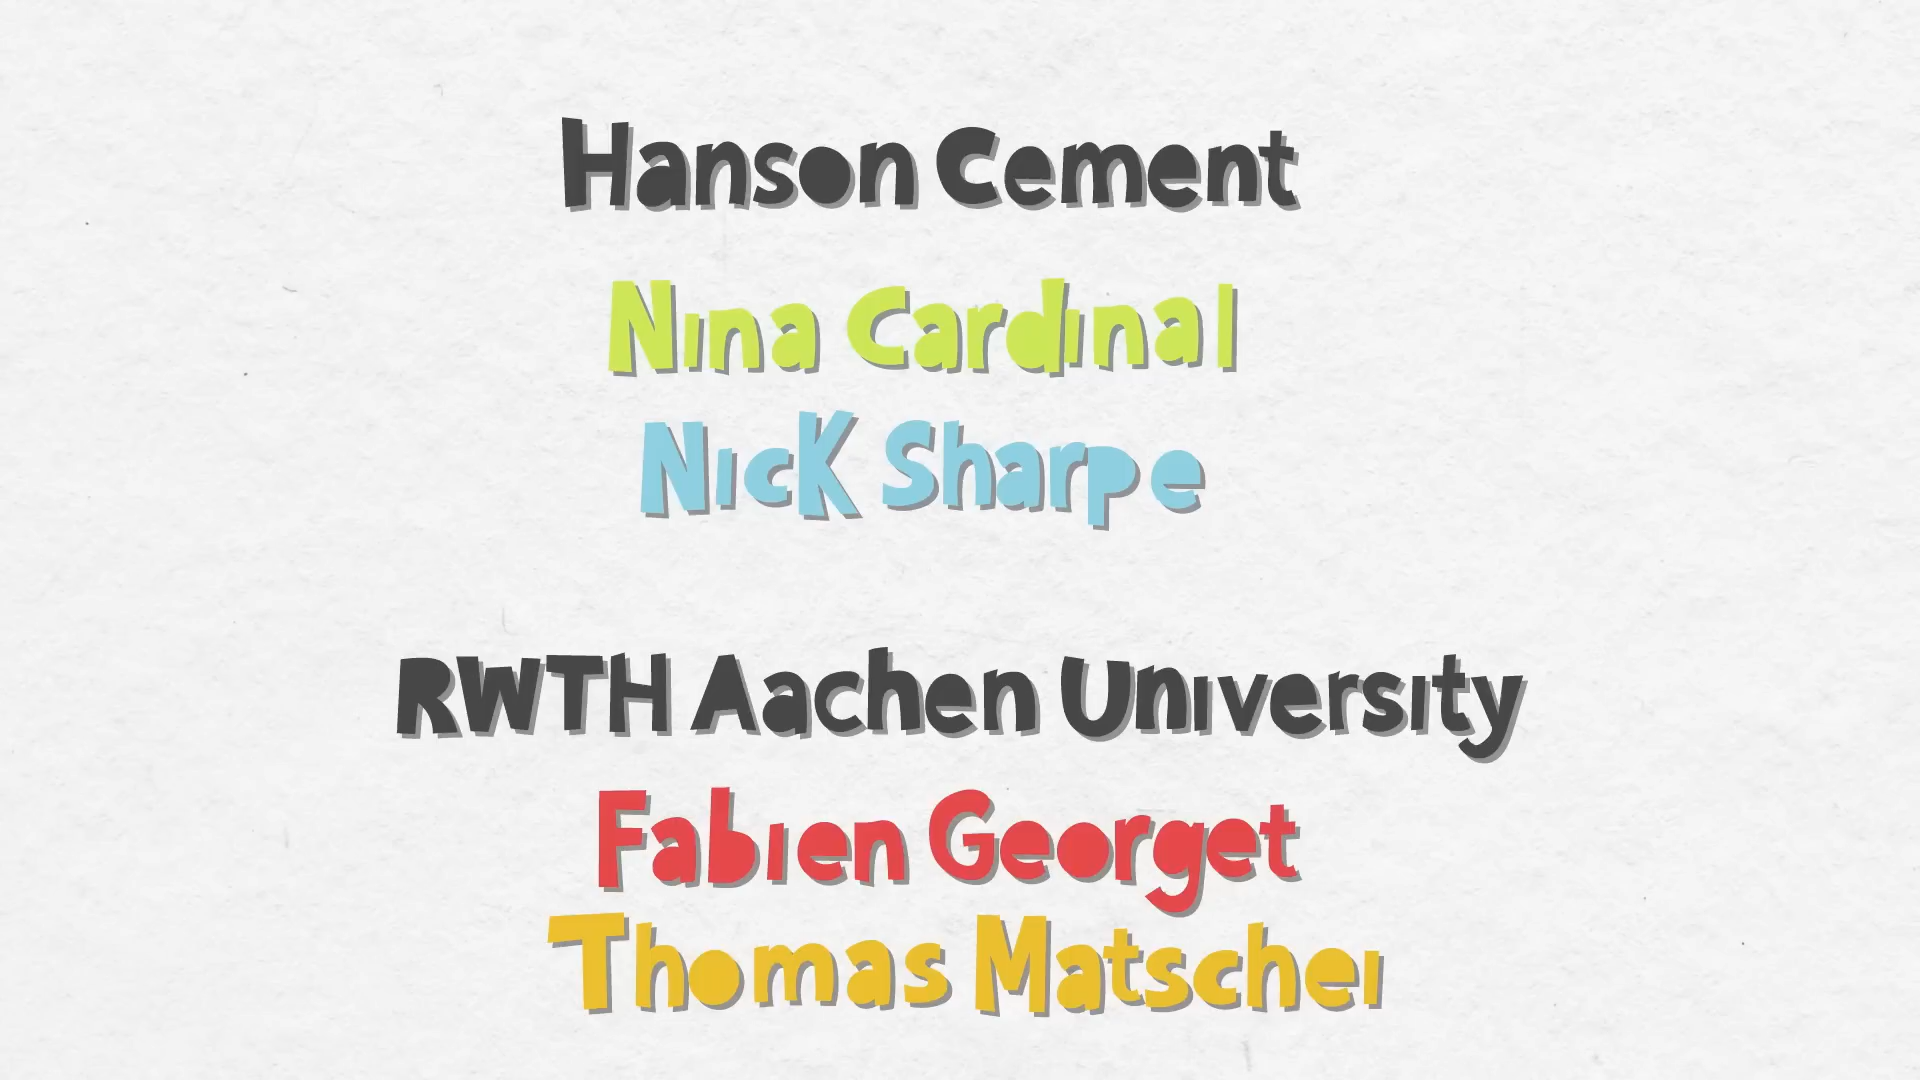 Hanson Cement
Nina Cardinal
Nick Sharpe
RWTH Aachen University
Fabien Georget
Thomas Matschei